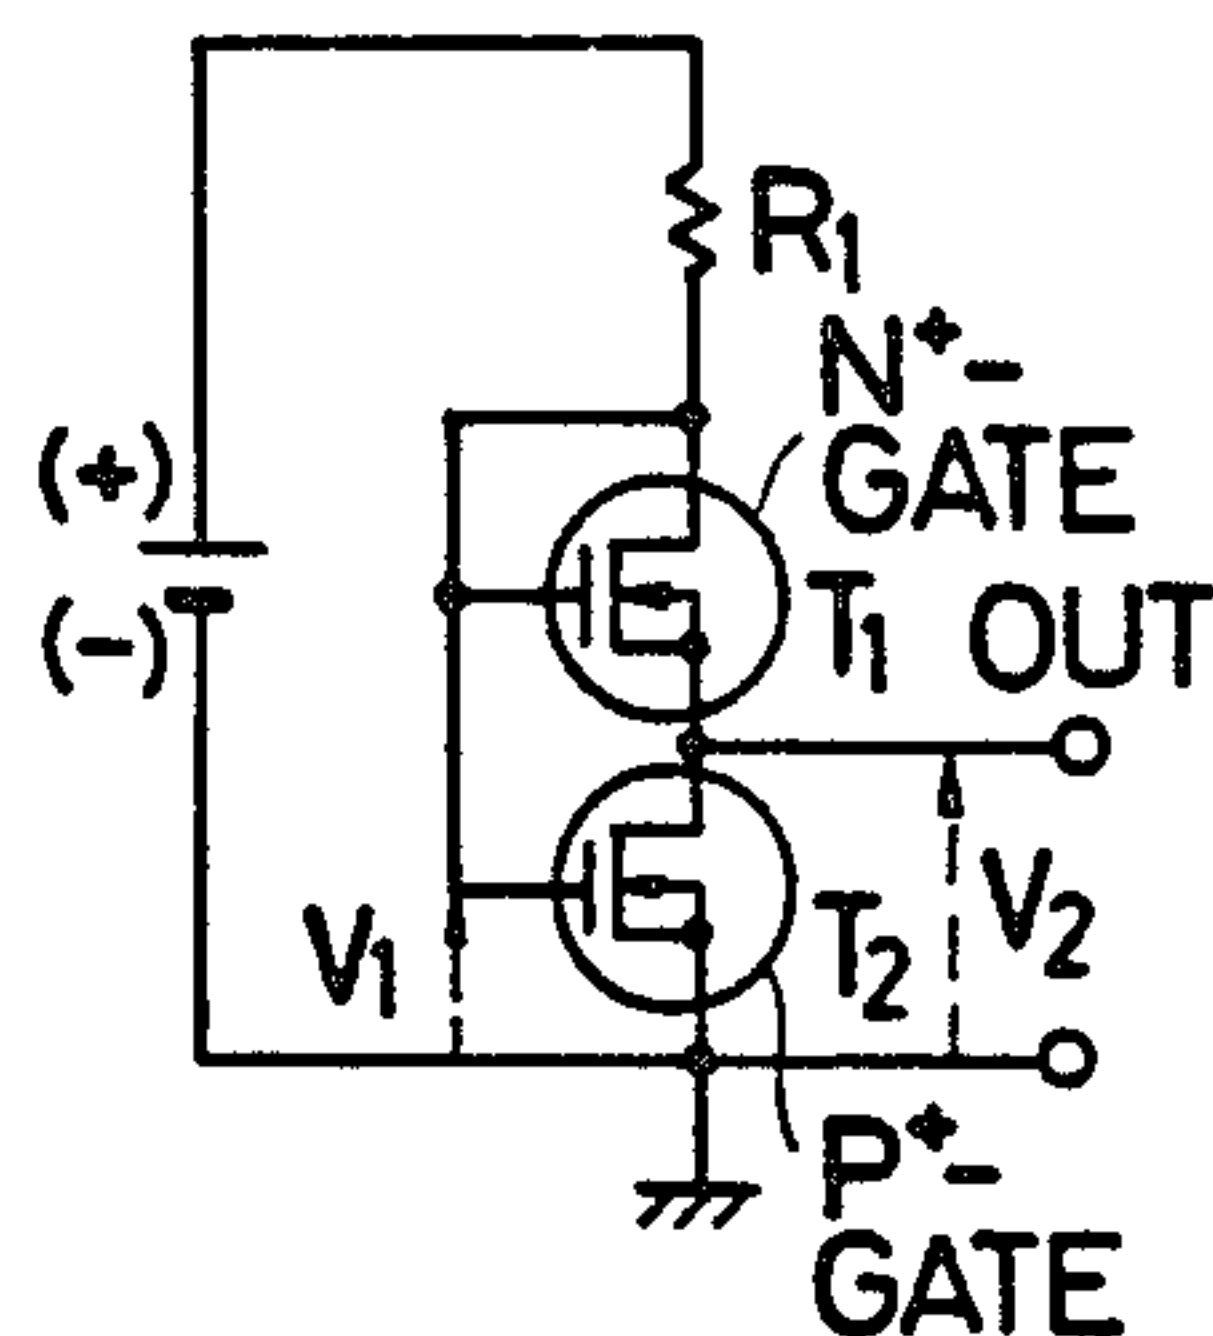 R1
N+-
GATE
(+)
(-)
T1 OUT
V1
T2
V2
P+-
GATE